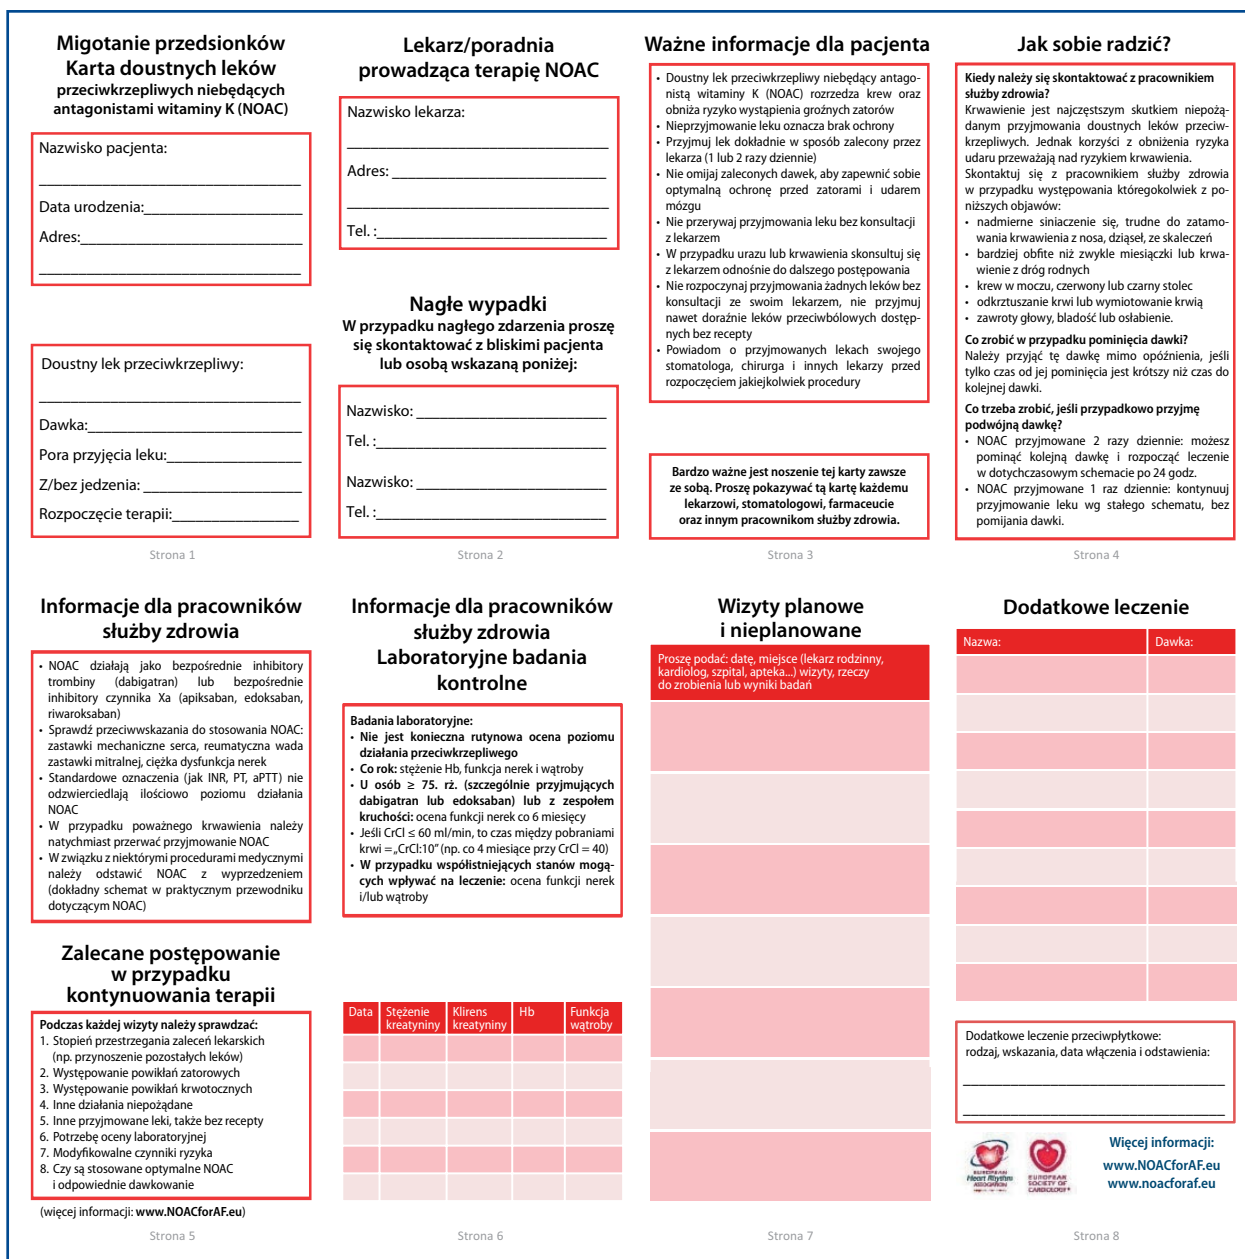 Migotanie przedsionków
Karta doustnych leków
przeciwkrzepliwych niebędących
antagonistami witaminy K (NOAC)
Nazwisko pacjenta:
Data urodzenia:
Adres:
Doustny lek przeciwkrzepliwy:
Dawka:
Pora przyjęcia leku:
Z/bez jedzenia:
Rozpoczęcie terapii:
Strona 1
Lekarz/poradnia
prowadząca terapię NOAC
Nazwisko lekarza:
Adres:
Tel. :
Nagłe wypadki
W przypadku nagłego zdarzenia proszę
się skontaktować z bliskimi pacjenta
lub osobą wskazaną poniżej:
Nazwisko:
Tel. :
Nazwisko:
Tel. :
Strona 2
Ważne informacje dla pacjenta
• Doustny lek przeciwkrzepliwy niebędący antago-
nistą witaminy K (NOAC) rozrzedza krew oraz
obniża ryzyko wystąpienia groźnych zatorów
• Nieprzyjmowanie leku oznacza brak ochrony
• Przyjmuj lek dokładnie w sposób zalecony przez
lekarza (1 lub 2 razy dziennie)
• Nie omijaj zaleconych dawek, aby zapewnić sobie
optymalną ochronę przed zatorami i udarem
mózgu
• Nie przerywaj przyjmowania leku bez konsultacji
z lekarzem
• W przypadku urazu lub krwawienia skonsultuj się
z lekarzem odnośnie do dalszego postępowania
• Nie rozpoczynaj przyjmowania żadnych leków bez
konsultacji ze swoim lekarzem, nie przyjmuj
nawet doraźnie leków przeciwbólowych dostęp-
nych bez recepty
• Powiadom o przyjmowanych lekach swojego
stomatologa, chirurga i innych lekarzy przed
rozpoczęciem jakiejkolwiek procedury
Bardzo ważne jest noszenie tej karty zawsze
ze sobą. Proszę pokazywać tą kartę każdemu
lekarzowi, stomatologowi, farmaceucie
oraz innym pracownikom służby zdrowia.
Strona 3
Jak sobie radzić?
Kiedy należy się skontaktować z pracownikiem
służby zdrowia?
Krwawienie jest najczęstszym skutkiem niepożą-
danym przyjmowania doustnych leków przeciw-
krzepliwych. Jednak korzyści z obniżenia ryzyka
udaru przeważają nad ryzykiem krwawienia.
Skontaktuj się z pracownikiem służby zdrowia
w przypadku występowania któregokolwiek z po-
niższych objawów:
• nadmierne siniaczenie się, trudne do zatamo-
wania krwawienia z nosa, dziąseł, ze skaleczeń
• bardziej obfite niż zwykle miesiączki lub krwa-
wienie z dróg rodnych
• krew w moczu, czerwony lub czarny stolec
• odkrztuszanie krwi lub wymiotowanie krwią
• zawroty głowy, bladość lub osłabienie.
Co zrobić w przypadku pominięcia dawki?
Należy przyjąć tę dawkę mimo opóźnienia, jeśli
tylko czas od jej pominięcia jest krótszy niż czas do
kolejnej dawki.
Co trzeba zrobić, jeśli przypadkowo przyjmę
podwójną dawkę?
• NOAC przyjmowane 2 razy dziennie: możesz
pominąć kolejną dawkę i rozpocząć leczenie
w dotychczasowym schemacie po 24 godz.
• NOAC przyjmowane 1 raz dziennie: kontynuuj
przyjmowanie leku wg stałego schematu, bez
pomijania dawki.
Strona 4
Informacje dla pracowników
służby zdrowia
• NOAC działają jako bezpośrednie inhibitory
trombiny (dabigatran) lub bezpośrednie
inhibitory czynnika Xa (apiksaban, edoksaban,
riwaroksaban)
• Sprawdź przeciwwskazania do stosowania NOAC:
zastawki mechaniczne serca, reumatyczna wada
zastawki mitralnej, ciężka dysfunkcja nerek
• Standardowe oznaczenia (jak INR, PT, aPTT) nie
odzwierciedlają ilościowo poziomu działania
NOAC
• W przypadku poważnego krwawienia należy
natychmiast przerwać przyjmowanie NOAC
• W związku z niektórymi procedurami medycznymi
należy odstawić NOAC z wyprzedzeniem
(dokładny schemat w praktycznym przewodniku
dotyczącym NOAC)
Zalecane postępowanie
w przypadku
kontynuowania terapii
Podczas każdej wizyty należy sprawdzać:
1. Stopień przestrzegania zaleceń lekarskich
(np. przynoszenie pozostałych leków)
2. Występowanie powikłań zatorowych
3. Występowanie powikłań krwotocznych
4. Inne działania niepożądane
5. Inne przyjmowane leki, także bez recepty
6. Potrzebę oceny laboratoryjnej
7. Modyfikowalne czynniki ryzyka
8. Czy są stosowane optymalne NOAC
i odpowiednie dawkowanie
(więcej informacji: www.NOACforAF.eu)
Strona 5
Informacje dla pracowników
służby zdrowia
Laboratoryjne badania
kontrolne
Badania laboratoryjne:
• Nie jest konieczna rutynowa ocena poziomu
działania przeciwkrzepliwego
• Co rok: stężenie Hb, funkcja nerek i wątroby
• U osób ≥ 75. rż. (szczególnie przyjmujących
dabigatran lub edoksaban) lub z zespołem
kruchości: ocena funkcji nerek co 6 miesięcy
• Jeśli CrCl ≤ 60 ml/min, to czas między pobraniami
krwi = „CrCl:10” (np. co 4 miesiące przy CrCl = 40)
• W przypadku współistniejących stanów mogą-
cych wpływać na leczenie: ocena funkcji nerek
i/lub wątroby
Data Stężenie kreatyniny Klirens kreatyniny Hb Funkcja wątroby
Strona 6
Wizyty planowe
i nieplanowane
Proszę podać: datę, miejsce (lekarz rodzinny,
kardiolog, szpital, apteka...) wizyty, rzeczy
do zrobienia lub wyniki badań
Strona 7
Dodatkowe leczenie
Nazwa: Dawka:
Dodatkowe leczenie przeciwpłytkowe:
rodzaj, wskazania, data włączenia i odstawienia:
EUROPEAN
Heart Rhythm
ASSOCIATION
EUROPEAN
SOCIETY OF
CARDIOLOGY®
Więcej informacji:
www.NOACforAF.eu
www.noacforaf.eu
Strona 8